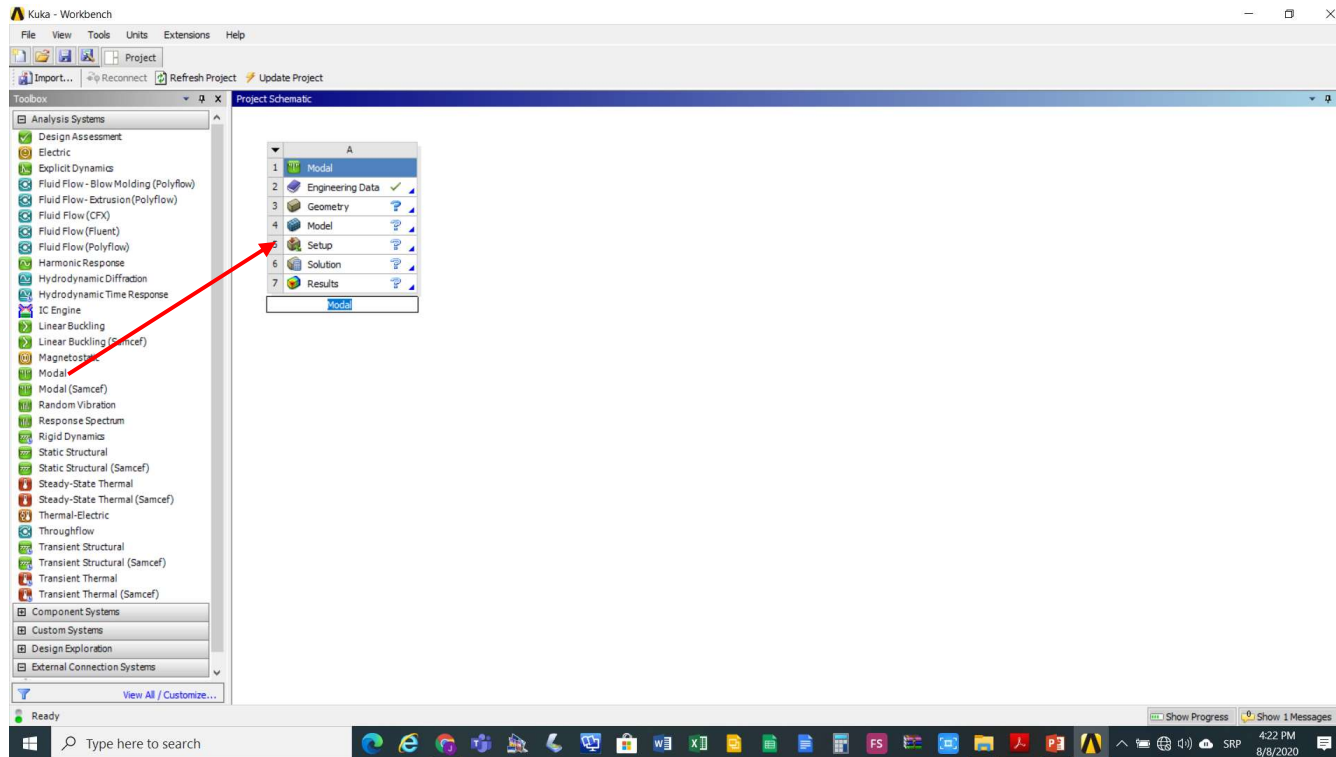 Kuka - Workbench
File View Tools Units Extensions Help
Project
Import... Reconnect Refresh Project Update Project
Toolbox
Project Schematic
Analysis Systems
Design Assessment
Electric
Explicit Dynamics
Fluid Flow - Blow Molding (Polyflow)
Fluid Flow - Extrusion (Polyflow)
Fluid Flow (CFX)
Fluid Flow (Fluent)
Fluid Flow (Polyflow)
Harmonic Response
Hydrodynamic Diffraction
Hydrodynamic Time Response
IC Engine
Linear Buckling
Linear Buckling (Samcef)
Magnetostatic
Modal
Modal (Samcef)
Random Vibration
Response Spectrum
Rigid Dynamics
Static Structural
Static Structural (Samcef)
Steady-State Thermal
Steady-State Thermal (Samcef)
Thermal-Electric
Throughflow
Transient Structural
Transient Structural (Samcef)
Transient Thermal
Transient Thermal (Samcef)
Component Systems
Custom Systems
Design Exploration
External Connection Systems
View All / Customize...
A
1 Modal
2 Engineering Data
3 Geometry
4 Model
5 Setup
6 Solution
7 Results
Modal
Ready
Show Progress Show 1 Messages
Type here to search
FS
SRP
4:22 PM
8/8/2020